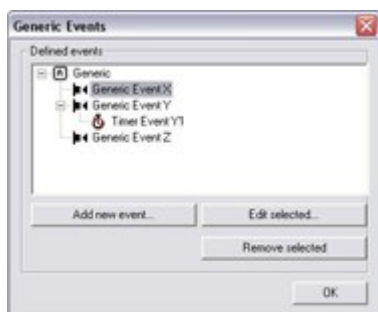 Generic Events
Defined events
Generic
Generic Event X
Generic Event Y
Timer Event Y1
Generic Event Z
Add new event...
Edit selected...
Remove selected
OK